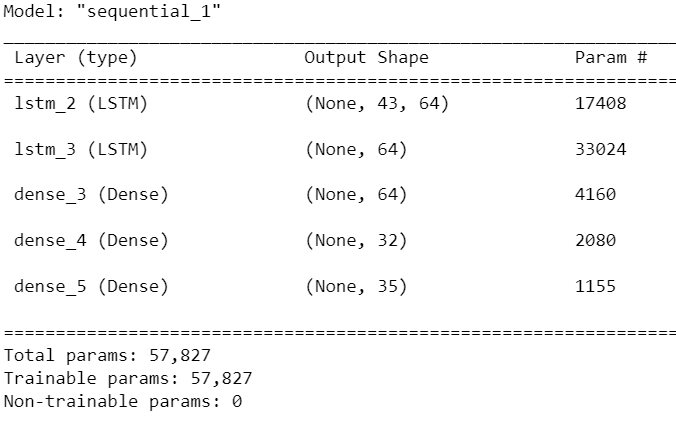 Model: "sequential_1"
Layer (type) Output Shape Param #
lstm_2 (LSTM) (None, 43, 64) 17408
lstm_3 (LSTM) (None, 64) 33024
dense_3 (Dense) (None, 64) 4160
dense_4 (Dense) (None, 32) 2080
dense_5 (Dense) (None, 35) 1155
Total params: 57,827
Trainable params: 57,827
Non-trainable params: 0